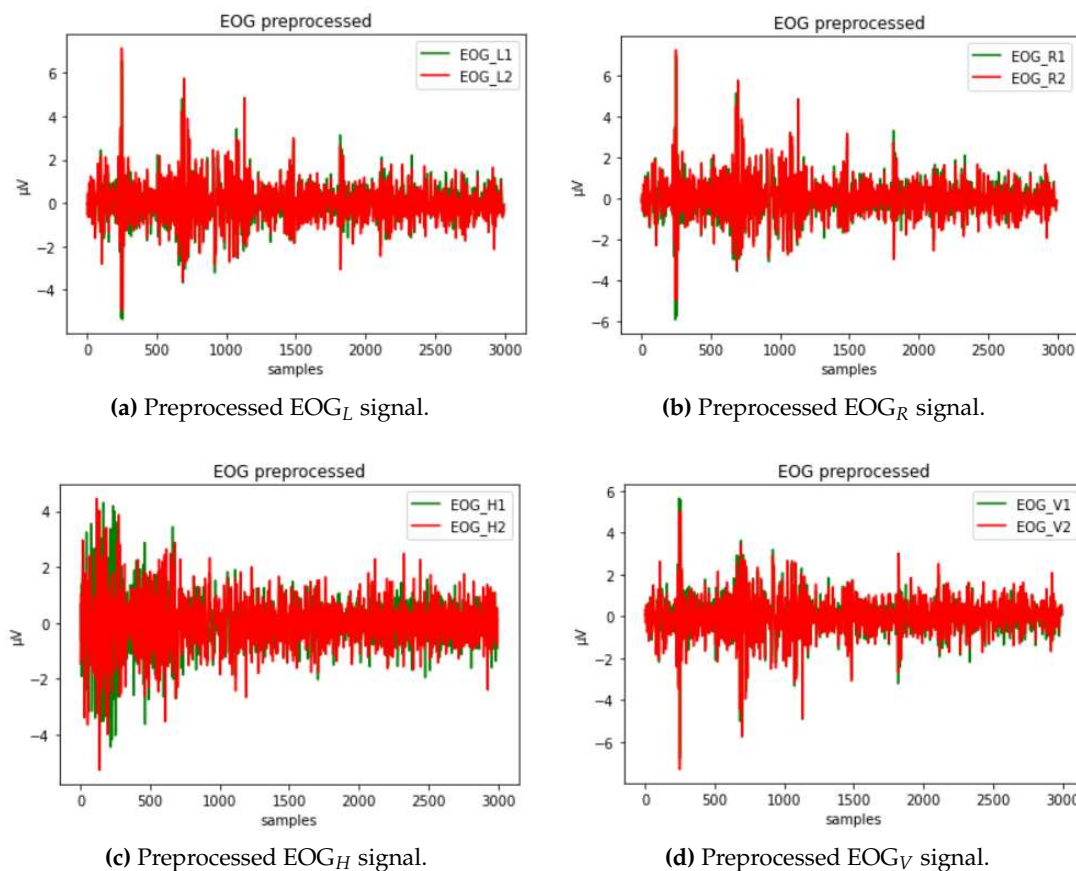 EOG preprocessed
EOG_L1
EOG_L2
6
4
2
0
−2
−4
µV
0 500 1000 1500 2000 2500 3000
samples
(a) Preprocessed EOG_L signal.
EOG preprocessed
EOG_R1
EOG_R2
6
4
2
0
−2
−4
−6
µV
0 500 1000 1500 2000 2500 3000
samples
(b) Preprocessed EOG_R signal.
EOG preprocessed
EOG_H1
EOG_H2
4
2
0
−2
−4
µV
0 500 1000 1500 2000 2500 3000
samples
(c) Preprocessed EOG_H signal.
EOG preprocessed
EOG_V1
EOG_V2
6
4
2
0
−2
−4
−6
µV
0 500 1000 1500 2000 2500 3000
samples
(d) Preprocessed EOG_V signal.